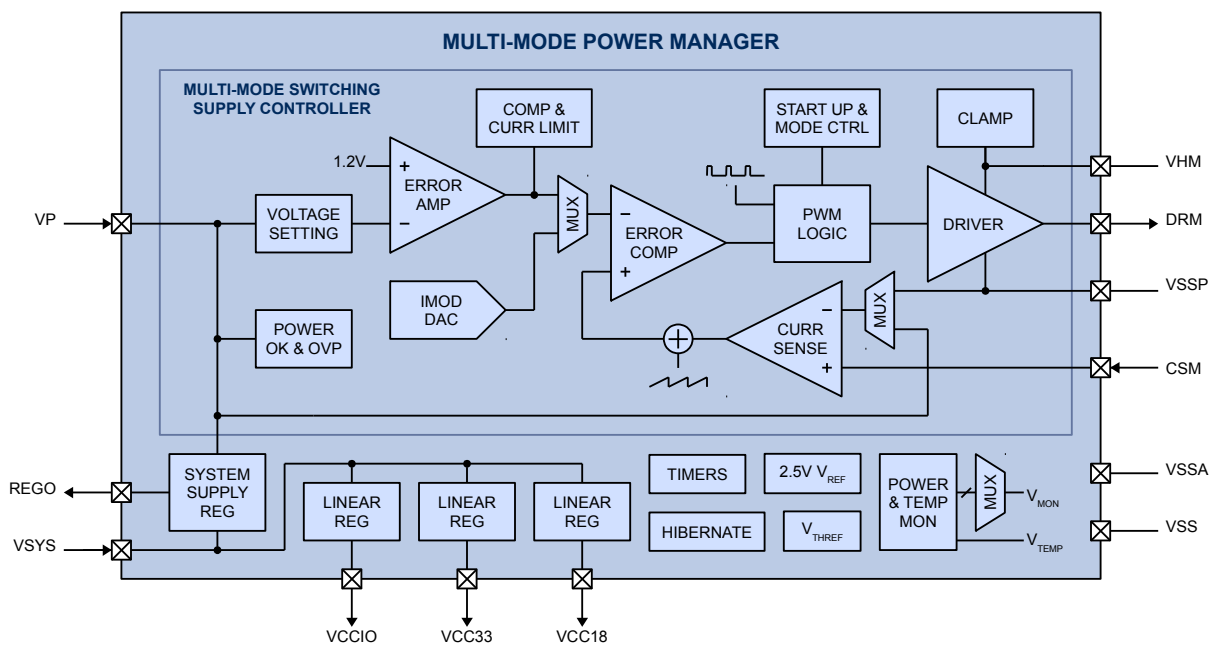 MULTI-MODE POWER MANAGER
MULTI-MODE SWITCHING
SUPPLY CONTROLLER
COMP &
CURR LIMIT
START UP &
MODE CTRL
CLAMP
1.2V
+
ERROR
AMP
−
MUX
−
ERROR
COMP
+
PWM
LOGIC
DRIVER
VHM
DRM
VSSP
CSM
VP
VOLTAGE
SETTING
IMOD
DAC
POWER
OK & OVP
CURR
SENSE
−
+
MUX
REGO
SYSTEM
SUPPLY
REG
VSYS
LINEAR
REG
LINEAR
REG
LINEAR
REG
TIMERS
2.5V VREF
HIBERNATE
VTHREF
POWER
& TEMP
MON
MUX
VMON
VTEMP
VSSA
VSS
VCCIO
VCC33
VCC18